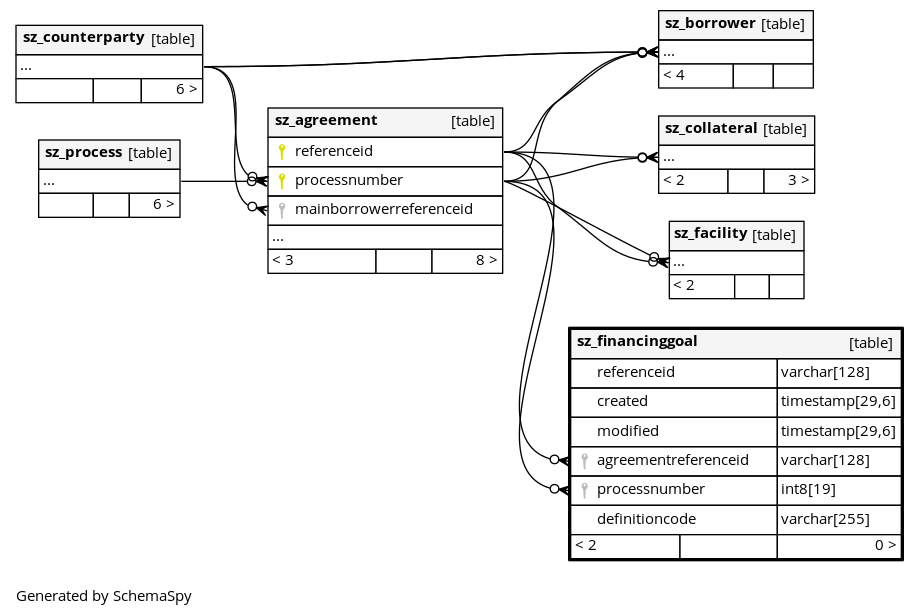 sz_counterparty [table]
...
6 >
sz_process [table]
...
6 >
sz_agreement [table]
referenceid
processnumber
mainborrowerreferenceid
...
< 3 8 >
sz_borrower [table]
...
< 4
sz_collateral [table]
...
< 2 3 >
sz_facility [table]
...
< 2
sz_financinggoal [table]
referenceid varchar[128]
created timestamp[29,6]
modified timestamp[29,6]
agreementreferenceid varchar[128]
processnumber int8[19]
definitioncode varchar[255]
< 2 0 >
Generated by SchemaSpy